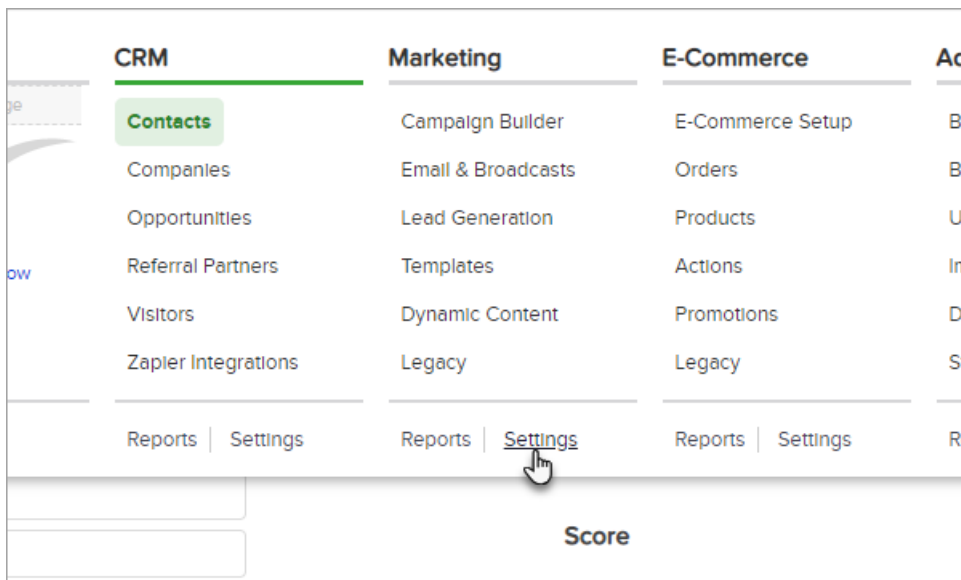 CRM
Marketing
E-Commerce
Contacts
Campaign Builder
E-Commerce Setup
Companies
Email & Broadcasts
Orders
Opportunities
Lead Generation
Products
ow
Referral Partners
Templates
Actions
Visitors
Dynamic Content
Promotions
Zapier Integrations
Legacy
Legacy
Reports
Settings
Reports
Settings
Reports
Settings
Score